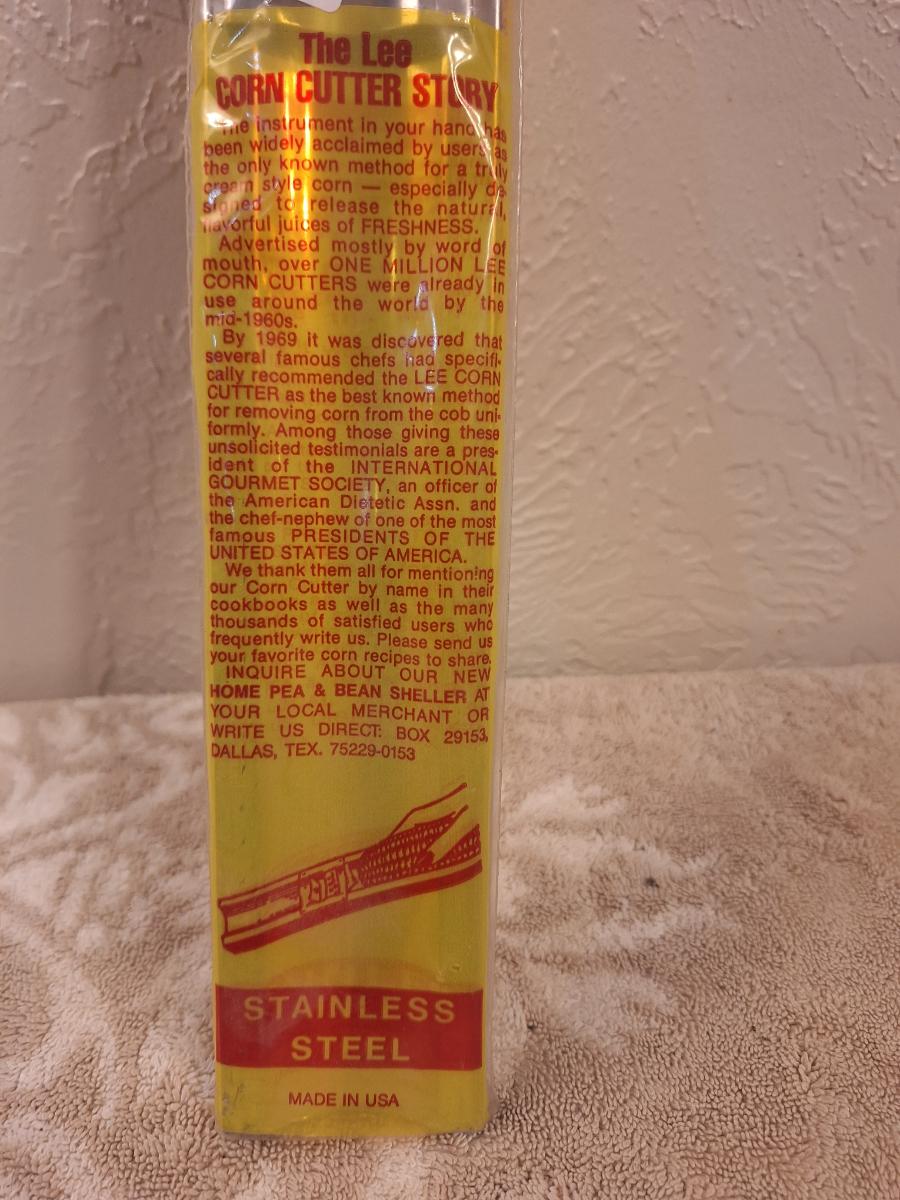 The Lee
CORN CUTTER STORY
The instrument in your hand has
been widely acclaimed by users as
the only known method for a truly
cream style corn — especially de-
signed to release the natural,
flavorful juices of FRESHNESS.
Advertised mostly by word of
mouth, over ONE MILLION LEE
CORN CUTTERS were already in
use around the world by the
mid-1960s.
By 1969 it was discovered that
several famous chefs had specifi-
cally recommended the LEE CORN
CUTTER as the best known method
for removing corn from the cob uni-
formly. Among those giving these
unsolicited testimonials are a pres-
ident of the INTERNATIONAL
GOURMET SOCIETY, an officer of
the American Dietetic Assn. and
the chef-nephew of one of the most
famous PRESIDENTS OF THE
UNITED STATES OF AMERICA.
We thank them all for mentioning
our Corn Cutter by name in their
cookbooks as well as the many
thousands of satisfied users who
frequently write us. Please send us
your favorite corn recipes to share.
INQUIRE ABOUT OUR NEW
HOME PEA & BEAN SHELLER AT
YOUR LOCAL MERCHANT OR
WRITE US DIRECT: BOX 29153,
DALLAS, TEX. 75229-0153
STAINLESS
STEEL
MADE IN USA